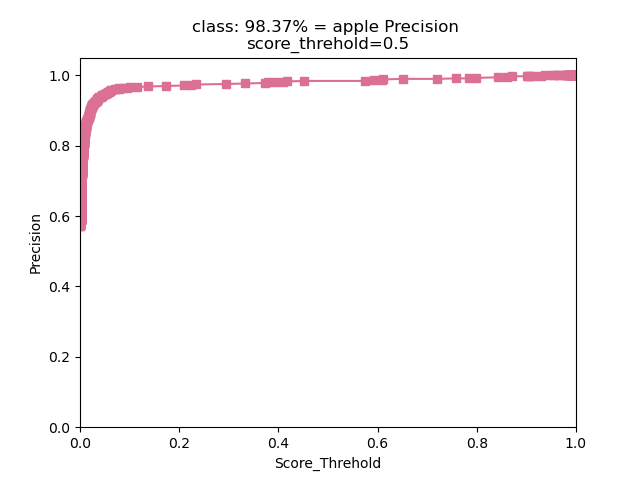 class: 98.37% = apple Precision
score_threhold=0.5
1.0
0.8
0.6
0.4
0.2
0.0
Precision
0.0 0.2 0.4 0.6 0.8 1.0
Score_Threhold